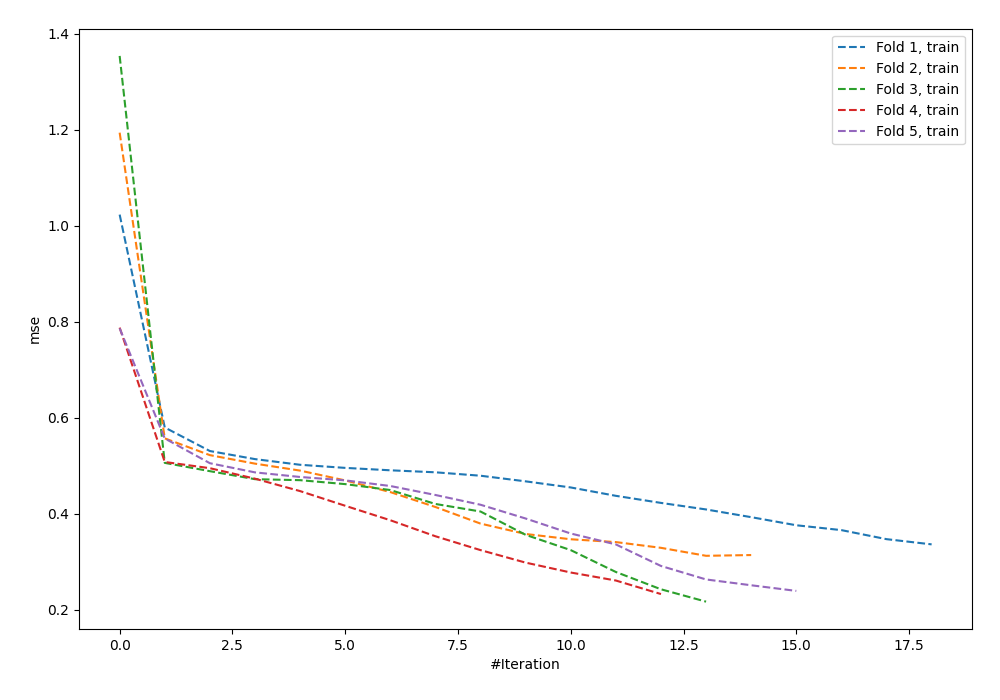 1.4
1.2
1.0
0.8
0.6
0.4
0.2
mse
0.0 2.5 5.0 7.5 10.0 12.5 15.0 17.5
#Iteration
Fold 1, train
Fold 2, train
Fold 3, train
Fold 4, train
Fold 5, train